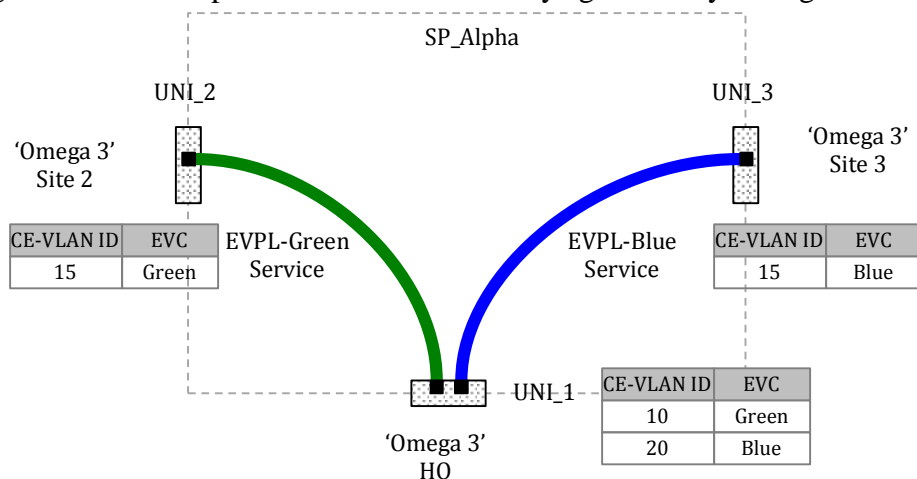 SP_Alpha
UNI_2
UNI_3
‘Omega 3’
Site 2
‘Omega 3’
Site 3
CE-VLAN ID EVC
15 Green
EVPL-Green
Service
EVPL-Blue
Service
CE-VLAN ID EVC
15 Blue
UNI_1
CE-VLAN ID EVC
10 Green
20 Blue
‘Omega 3’
HQ